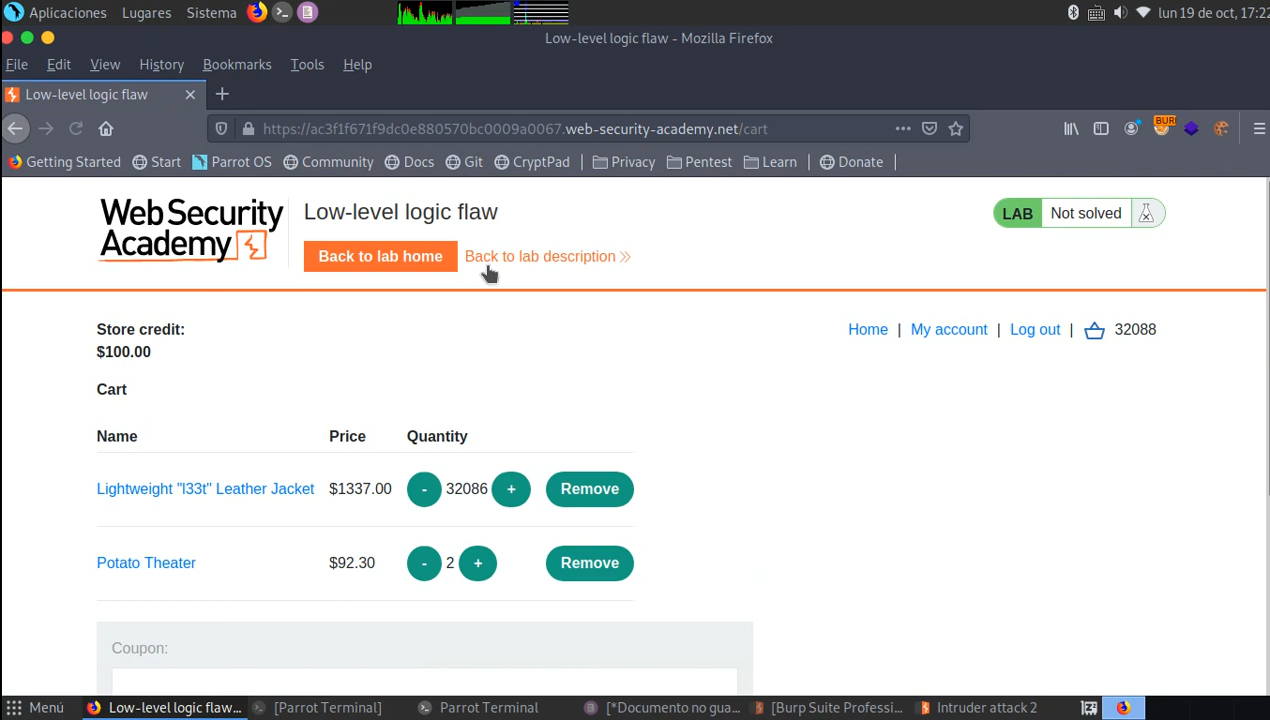 Aplicaciones Lugares Sistema lun 19 de oct, 17:22
Low-level logic flaw - Mozilla Firefox
File Edit View History Bookmarks Tools Help
Low-level logic flaw
https://ac3f1f671f9dc0e880570bc0009a0067.web-security-academy.net/cart BUR
Getting Started Start Parrot OS Community Docs Git CryptPad Privacy Pentest Learn Donate
Web Security Academy
Low-level logic flaw
LAB Not solved
Back to lab home Back to lab description
Store credit:
$100.00
Home | My account | Log out | 32088
Cart
Name Price Quantity
Lightweight "l33t" Leather Jacket $1337.00 - 32086 + Remove
Potato Theater $92.30 - 2 + Remove
Coupon:
Menú Low-level logic flaw... [Parrot Terminal] Parrot Terminal [*Documento no gua... [Burp Suite Professi... Intruder attack 2